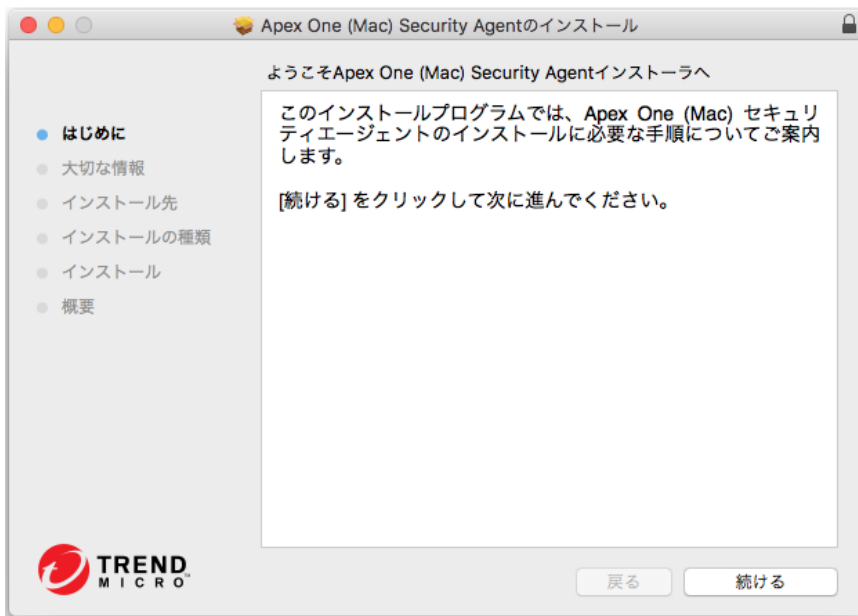 Apex One (Mac) Security Agentのインストール
ようこそApex One (Mac) Security Agentインストーラへ
はじめに
大切な情報
インストール先
インストールの種類
インストール
概要
このインストールプログラムでは、Apex One (Mac) セキュリ
ティエージェントのインストールに必要な手順についてご案内
します。
[続ける] をクリックして次に進んでください。
TREND
MICRO™
戻る
続ける